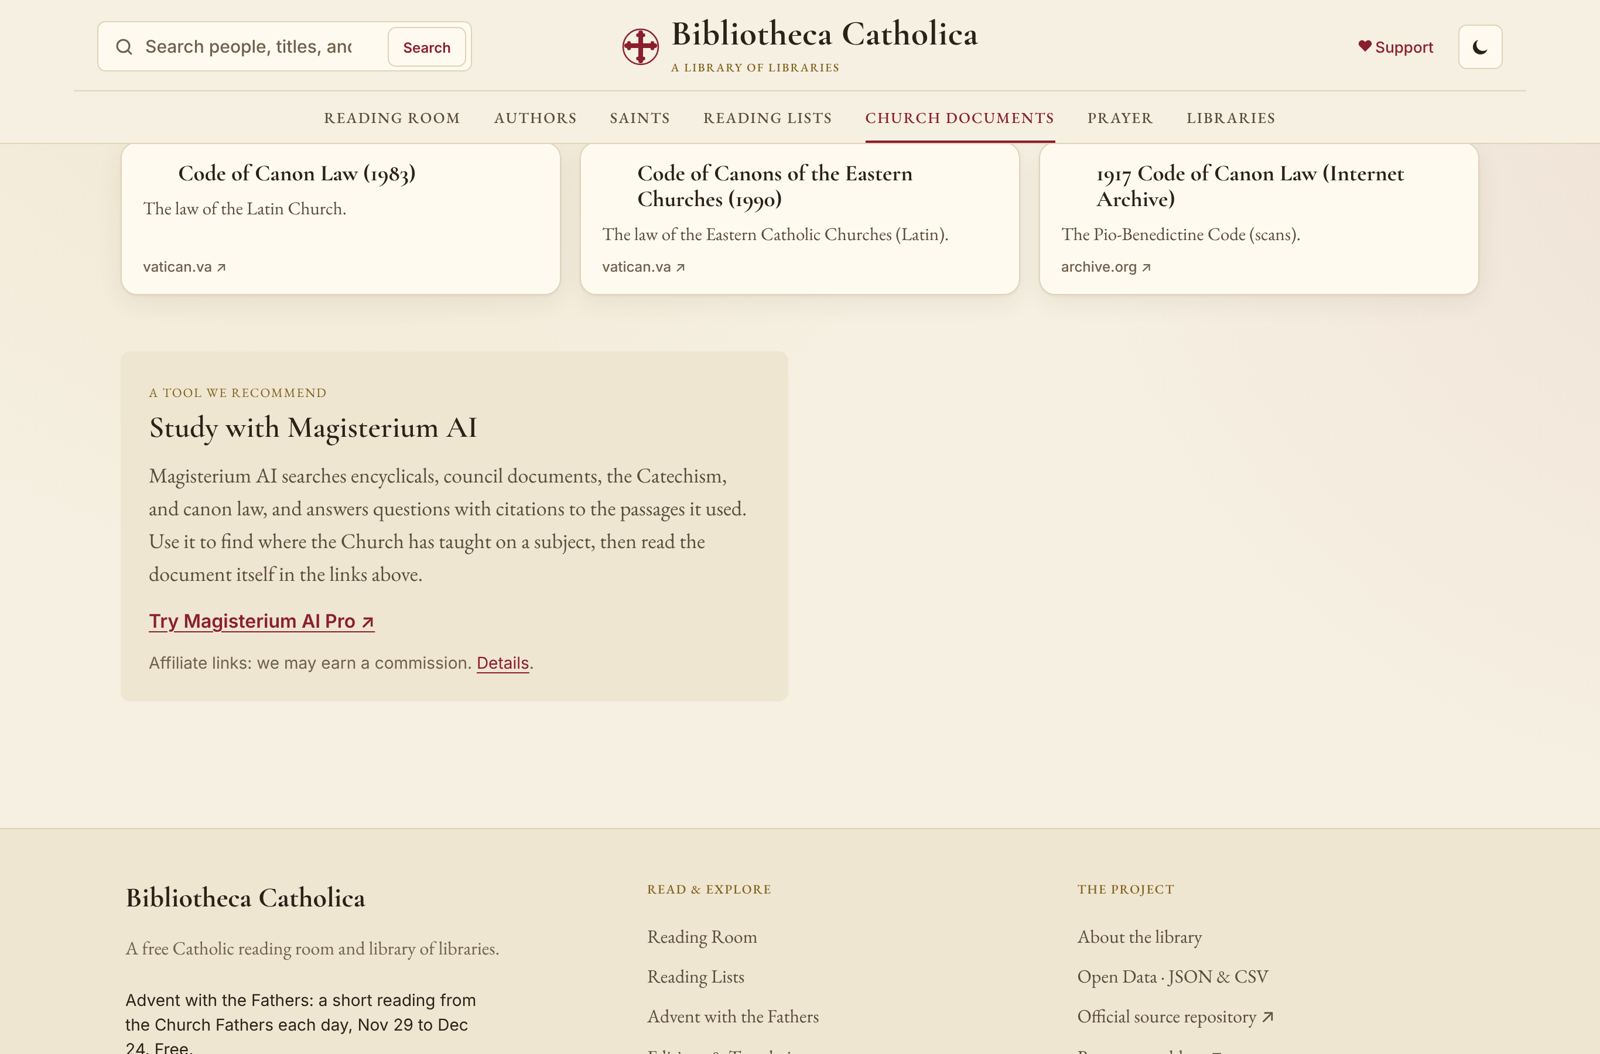 Search people, titles, and
Search
Bibliotheca Catholica
A LIBRARY OF LIBRARIES
Support
READING ROOM
AUTHORS
SAINTS
READING LISTS
CHURCH DOCUMENTS
PRAYER
LIBRARIES
Code of Canon Law (1983)
The law of the Latin Church.
vatican.va ↗
Code of Canons of the Eastern
Churches (1990)
The law of the Eastern Catholic Churches (Latin).
vatican.va ↗
1917 Code of Canon Law (Internet
Archive)
The Pio-Benedictine Code (scans).
archive.org ↗
A TOOL WE RECOMMEND
Study with Magisterium AI
Magisterium AI searches encyclicals, council documents, the Catechism,
and canon law, and answers questions with citations to the passages it used.
Use it to find where the Church has taught on a subject, then read the
document itself in the links above.
Try Magisterium AI Pro ↗
Affiliate links: we may earn a commission. Details.
Bibliotheca Catholica
A free Catholic reading room and library of libraries.
Advent with the Fathers: a short reading from
the Church Fathers each day, Nov 29 to Dec
24. Free.
READ & EXPLORE
Reading Room
Reading Lists
Advent with the Fathers
THE PROJECT
About the library
Open Data · JSON & CSV
Official source repository ↗